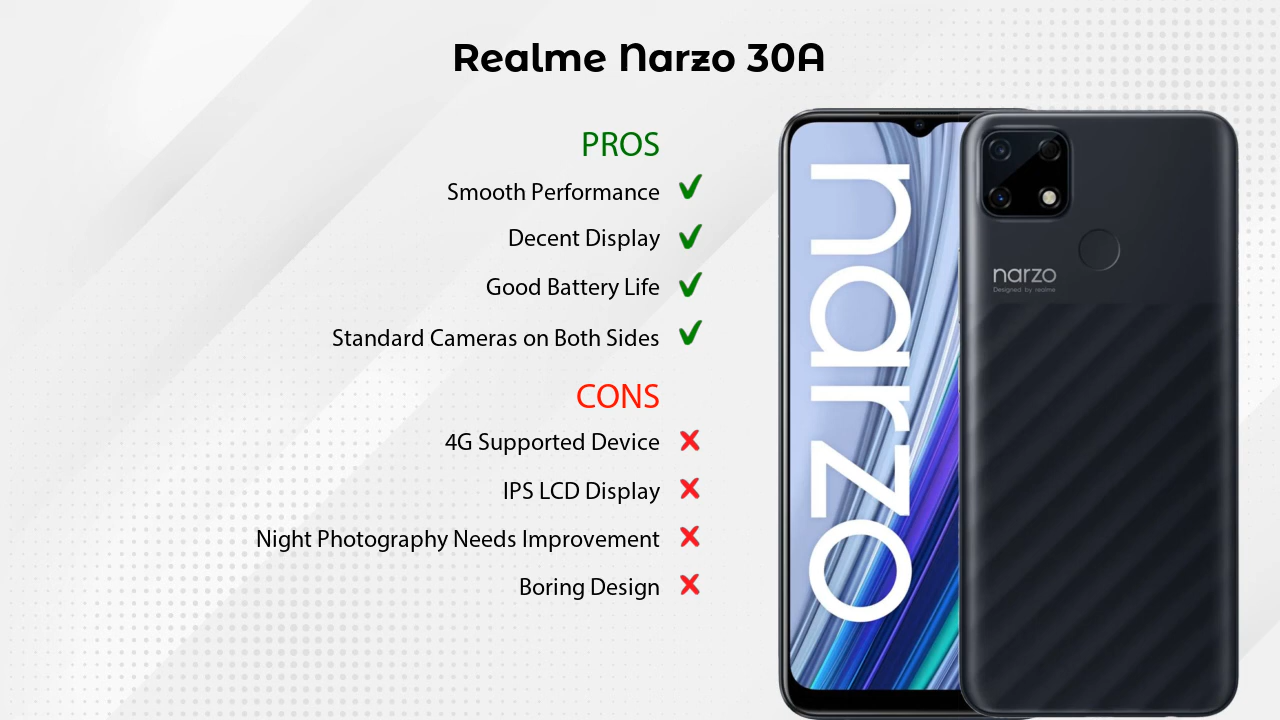 Realme Narzo 30A
PROS
Smooth Performance
Decent Display
Good Battery Life
Standard Cameras on Both Sides
CONS
4G Supported Device
IPS LCD Display
Night Photography Needs Improvement
Boring Design
narzo
narzo
Designed by realme